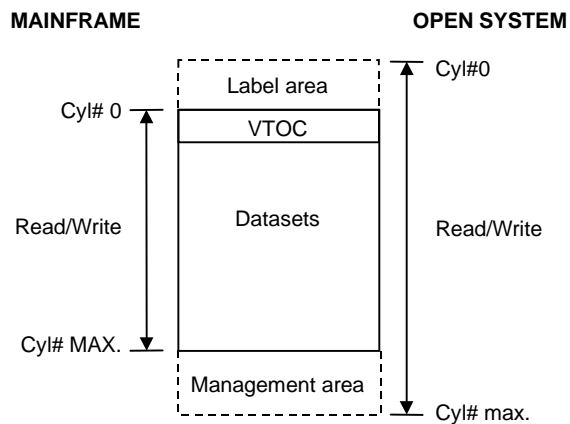 MAINFRAME
OPEN SYSTEM
Cyl#0
Label area
Cyl# 0
VTOC
Read/Write
Datasets
Read/Write
Cyl# MAX.
Management area
Cyl# max.